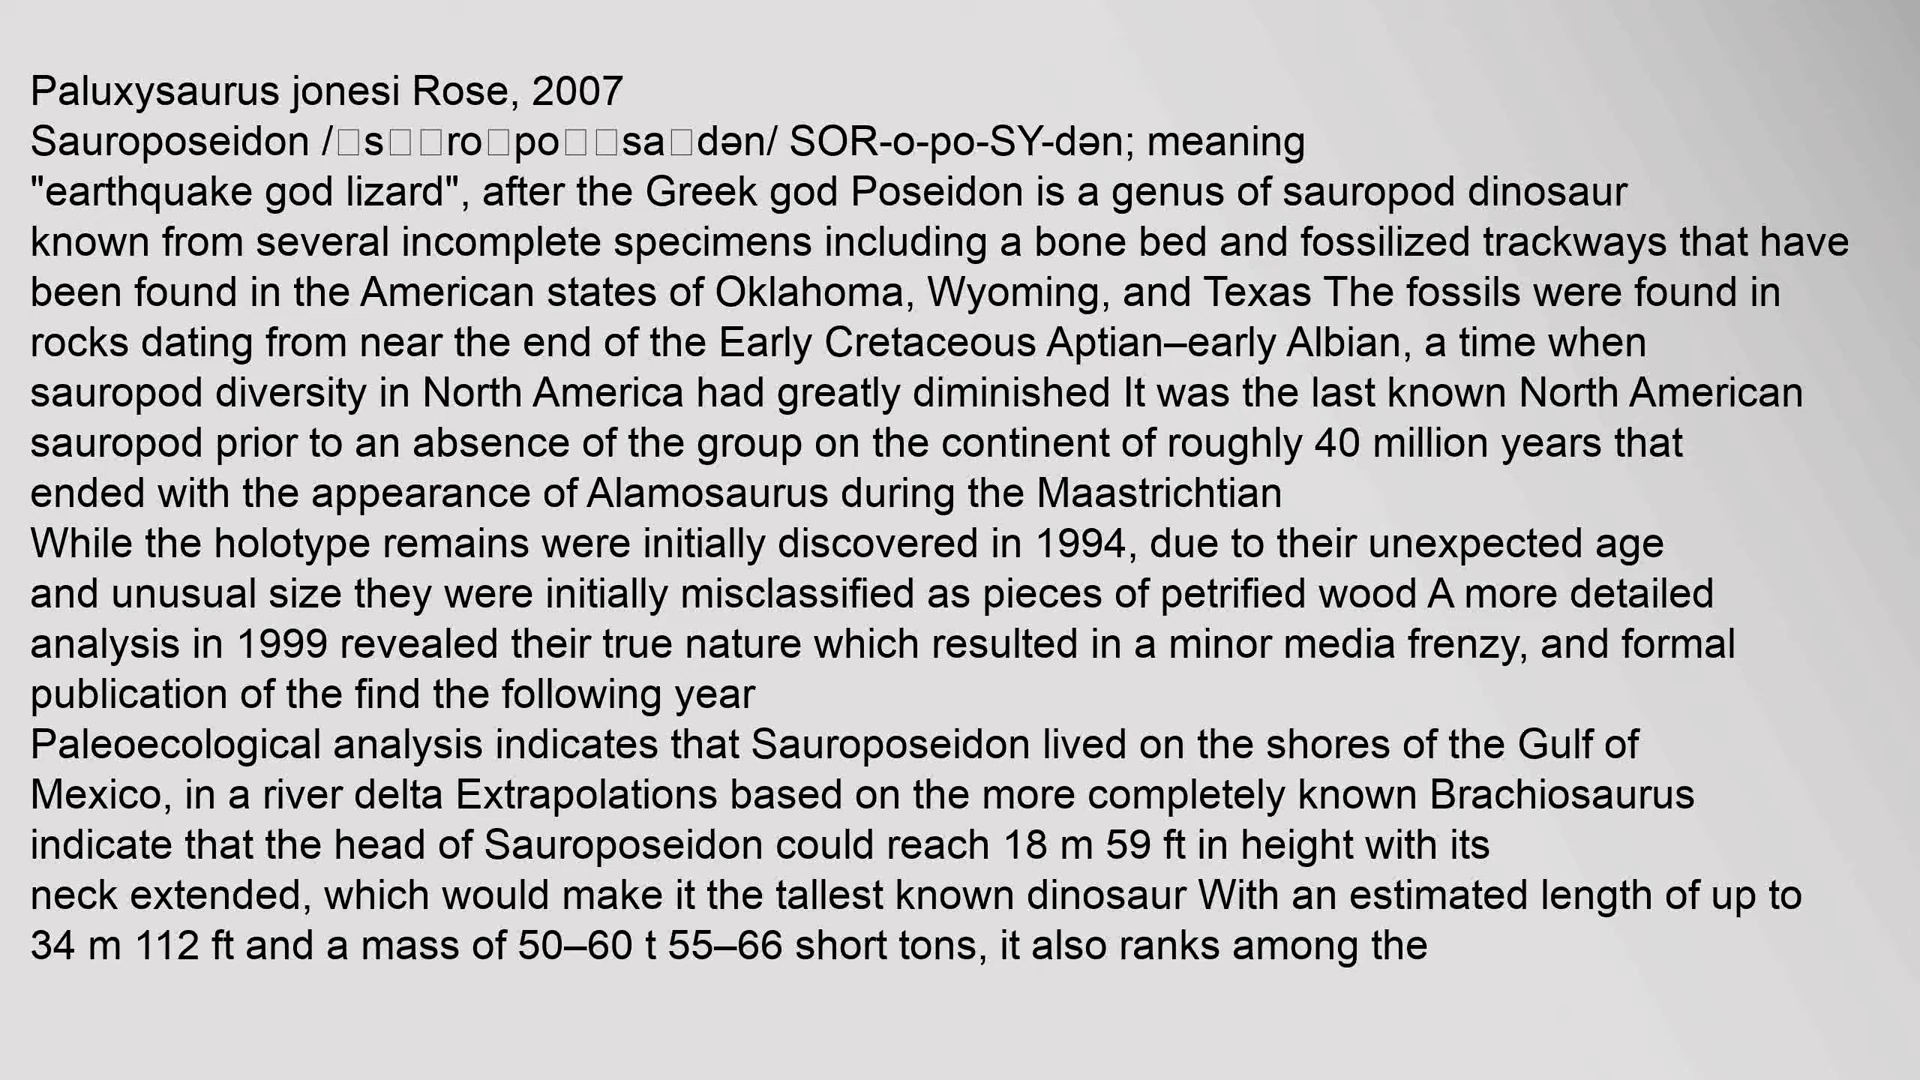 Paluxysaurus jonesi Rose, 2007
Sauroposeidon /□s□□ro□po□□sa□dən/ SOR-o-po-SY-dən; meaning
"earthquake god lizard", after the Greek god Poseidon is a genus of sauropod dinosaur
known from several incomplete specimens including a bone bed and fossilized trackways that have
been found in the American states of Oklahoma, Wyoming, and Texas The fossils were found in
rocks dating from near the end of the Early Cretaceous Aptian–early Albian, a time when
sauropod diversity in North America had greatly diminished It was the last known North American
sauropod prior to an absence of the group on the continent of roughly 40 million years that
ended with the appearance of Alamosaurus during the Maastrichtian
While the holotype remains were initially discovered in 1994, due to their unexpected age
and unusual size they were initially misclassified as pieces of petrified wood A more detailed
analysis in 1999 revealed their true nature which resulted in a minor media frenzy, and formal
publication of the find the following year
Paleoecological analysis indicates that Sauroposeidon lived on the shores of the Gulf of
Mexico, in a river delta Extrapolations based on the more completely known Brachiosaurus
indicate that the head of Sauroposeidon could reach 18 m 59 ft in height with its
neck extended, which would make it the tallest known dinosaur With an estimated length of up to
34 m 112 ft and a mass of 50–60 t 55–66 short tons, it also ranks among the